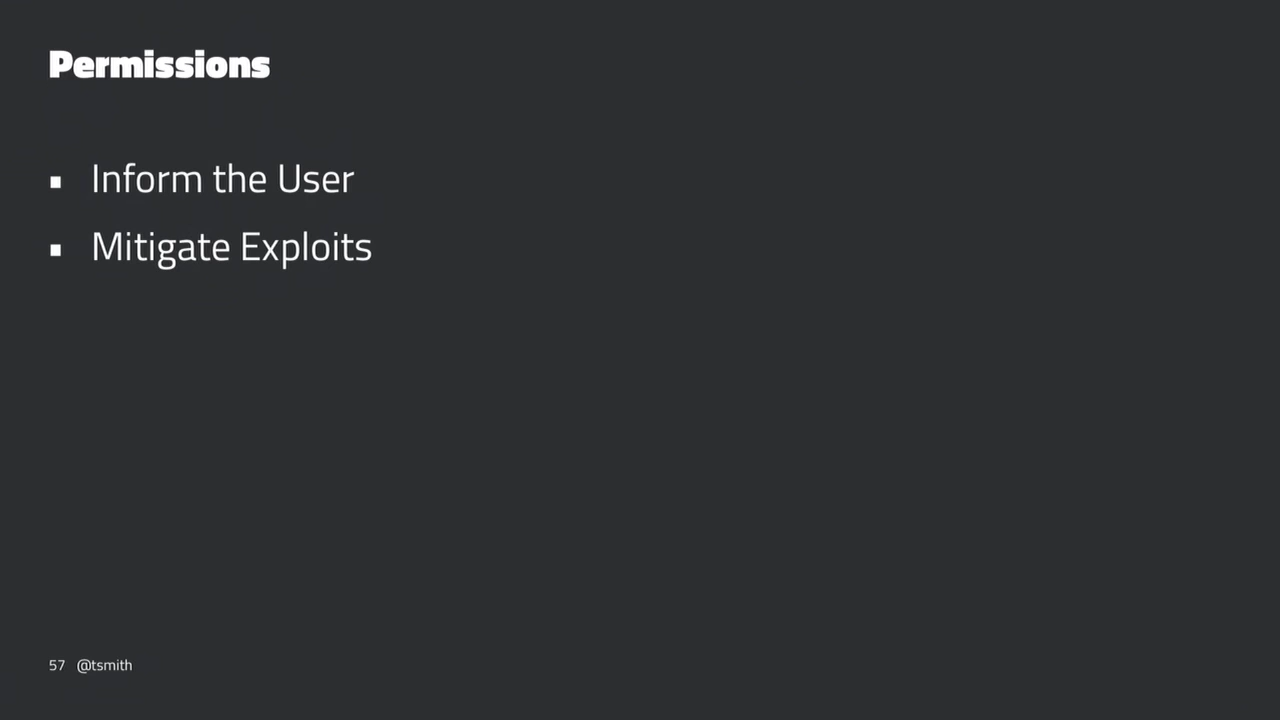 Permissions
▪ Inform the User
▪ Mitigate Exploits
57 @tsmith